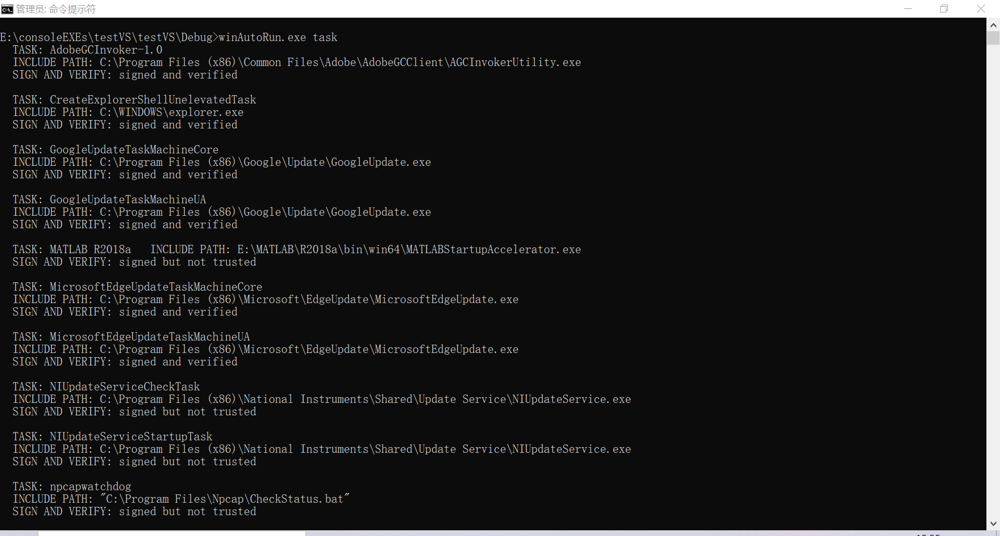 管理员: 命令提示符
E:\consoleEXEs\testVS\testVS\Debug>winAutoRun.exe task
TASK: AdobeGCInvoker-1.0
INCLUDE PATH: C:\Program Files (x86)\Common Files\Adobe\AdobeGCClient\AGCInvokerUtility.exe
SIGN AND VERIFY: signed and verified
TASK: CreateExplorerShellUnelevatedTask
INCLUDE PATH: C:\WINDOWS\explorer.exe
SIGN AND VERIFY: signed and verified
TASK: GoogleUpdateTaskMachineCore
INCLUDE PATH: C:\Program Files (x86)\Google\Update\GoogleUpdate.exe
SIGN AND VERIFY: signed and verified
TASK: GoogleUpdateTaskMachineUA
INCLUDE PATH: C:\Program Files (x86)\Google\Update\GoogleUpdate.exe
SIGN AND VERIFY: signed and verified
TASK: MATLAB R2018a   INCLUDE PATH: E:\MATLAB\R2018a\bin\win64\MATLABStartupAccelerator.exe
SIGN AND VERIFY: signed but not trusted
TASK: MicrosoftEdgeUpdateTaskMachineCore
INCLUDE PATH: C:\Program Files (x86)\Microsoft\EdgeUpdate\MicrosoftEdgeUpdate.exe
SIGN AND VERIFY: signed and verified
TASK: MicrosoftEdgeUpdateTaskMachineUA
INCLUDE PATH: C:\Program Files (x86)\Microsoft\EdgeUpdate\MicrosoftEdgeUpdate.exe
SIGN AND VERIFY: signed and verified
TASK: NIUpdateServiceCheckTask
INCLUDE PATH: C:\Program Files (x86)\National Instruments\Shared\Update Service\NIUpdateService.exe
SIGN AND VERIFY: signed but not trusted
TASK: NIUpdateServiceStartupTask
INCLUDE PATH: C:\Program Files (x86)\National Instruments\Shared\Update Service\NIUpdateService.exe
SIGN AND VERIFY: signed but not trusted
TASK: npcapwatchdog
INCLUDE PATH: "C:\Program Files\Npcap\CheckStatus.bat"
SIGN AND VERIFY: signed but not trusted